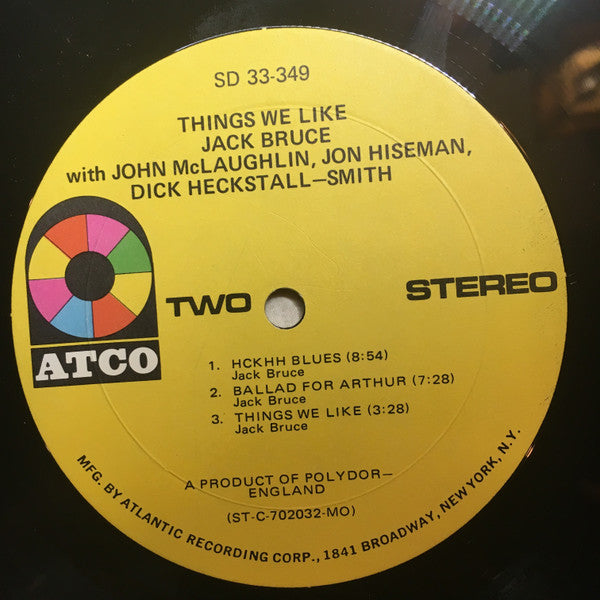 SD 33-349
THINGS WE LIKE
JACK BRUCE
with JOHN McLAUGHLIN, JON HISEMAN,
DICK HECKSTALL—SMITH
ATCO
TWO
STEREO
1. HCKHH BLUES (8:54)
Jack Bruce
2. BALLAD FOR ARTHUR (7:28)
Jack Bruce
3. THINGS WE LIKE (3:28)
Jack Bruce
A PRODUCT OF POLYDOR—
ENGLAND
(ST-C-702032-MO)
MFG. BY ATLANTIC RECORDING CORP., 1841 BROADWAY, NEW YORK, N.Y.